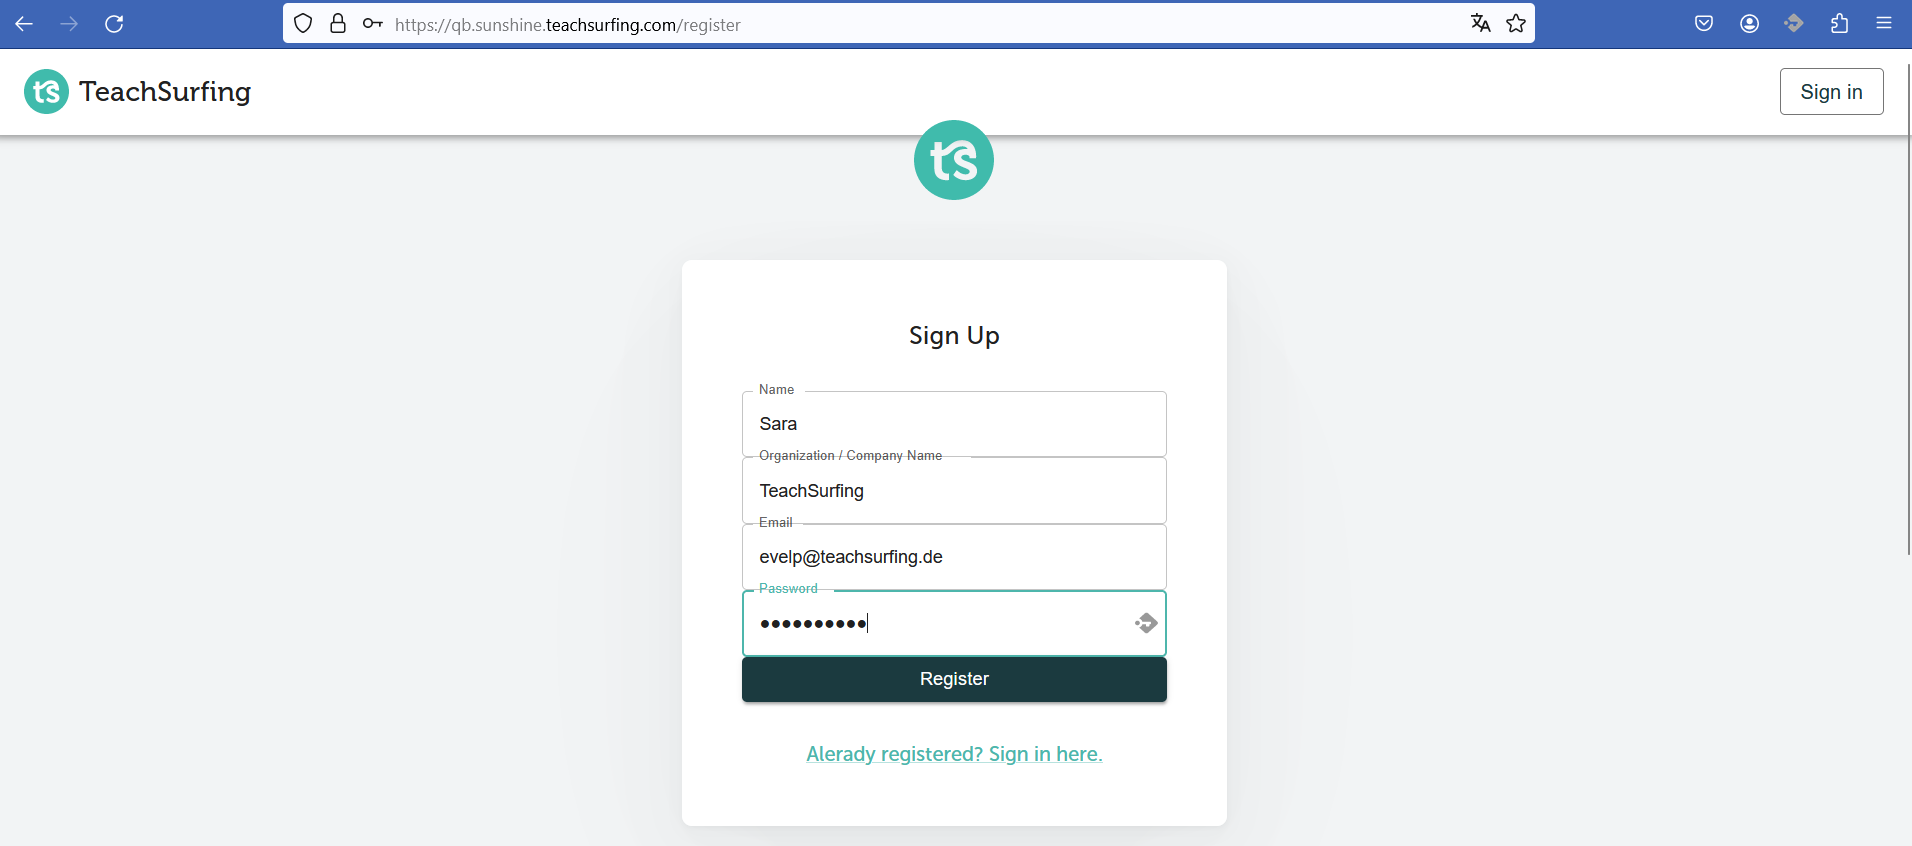 https://qb.sunshine.teachsurfing.com/register
ts TeachSurfing
Sign in
ts
Sign Up
Name
Sara
Organization / Company Name
TeachSurfing
Email
evelp@teachsurfing.de
Password
••••••••••
Register
Alerady registered? Sign in here.